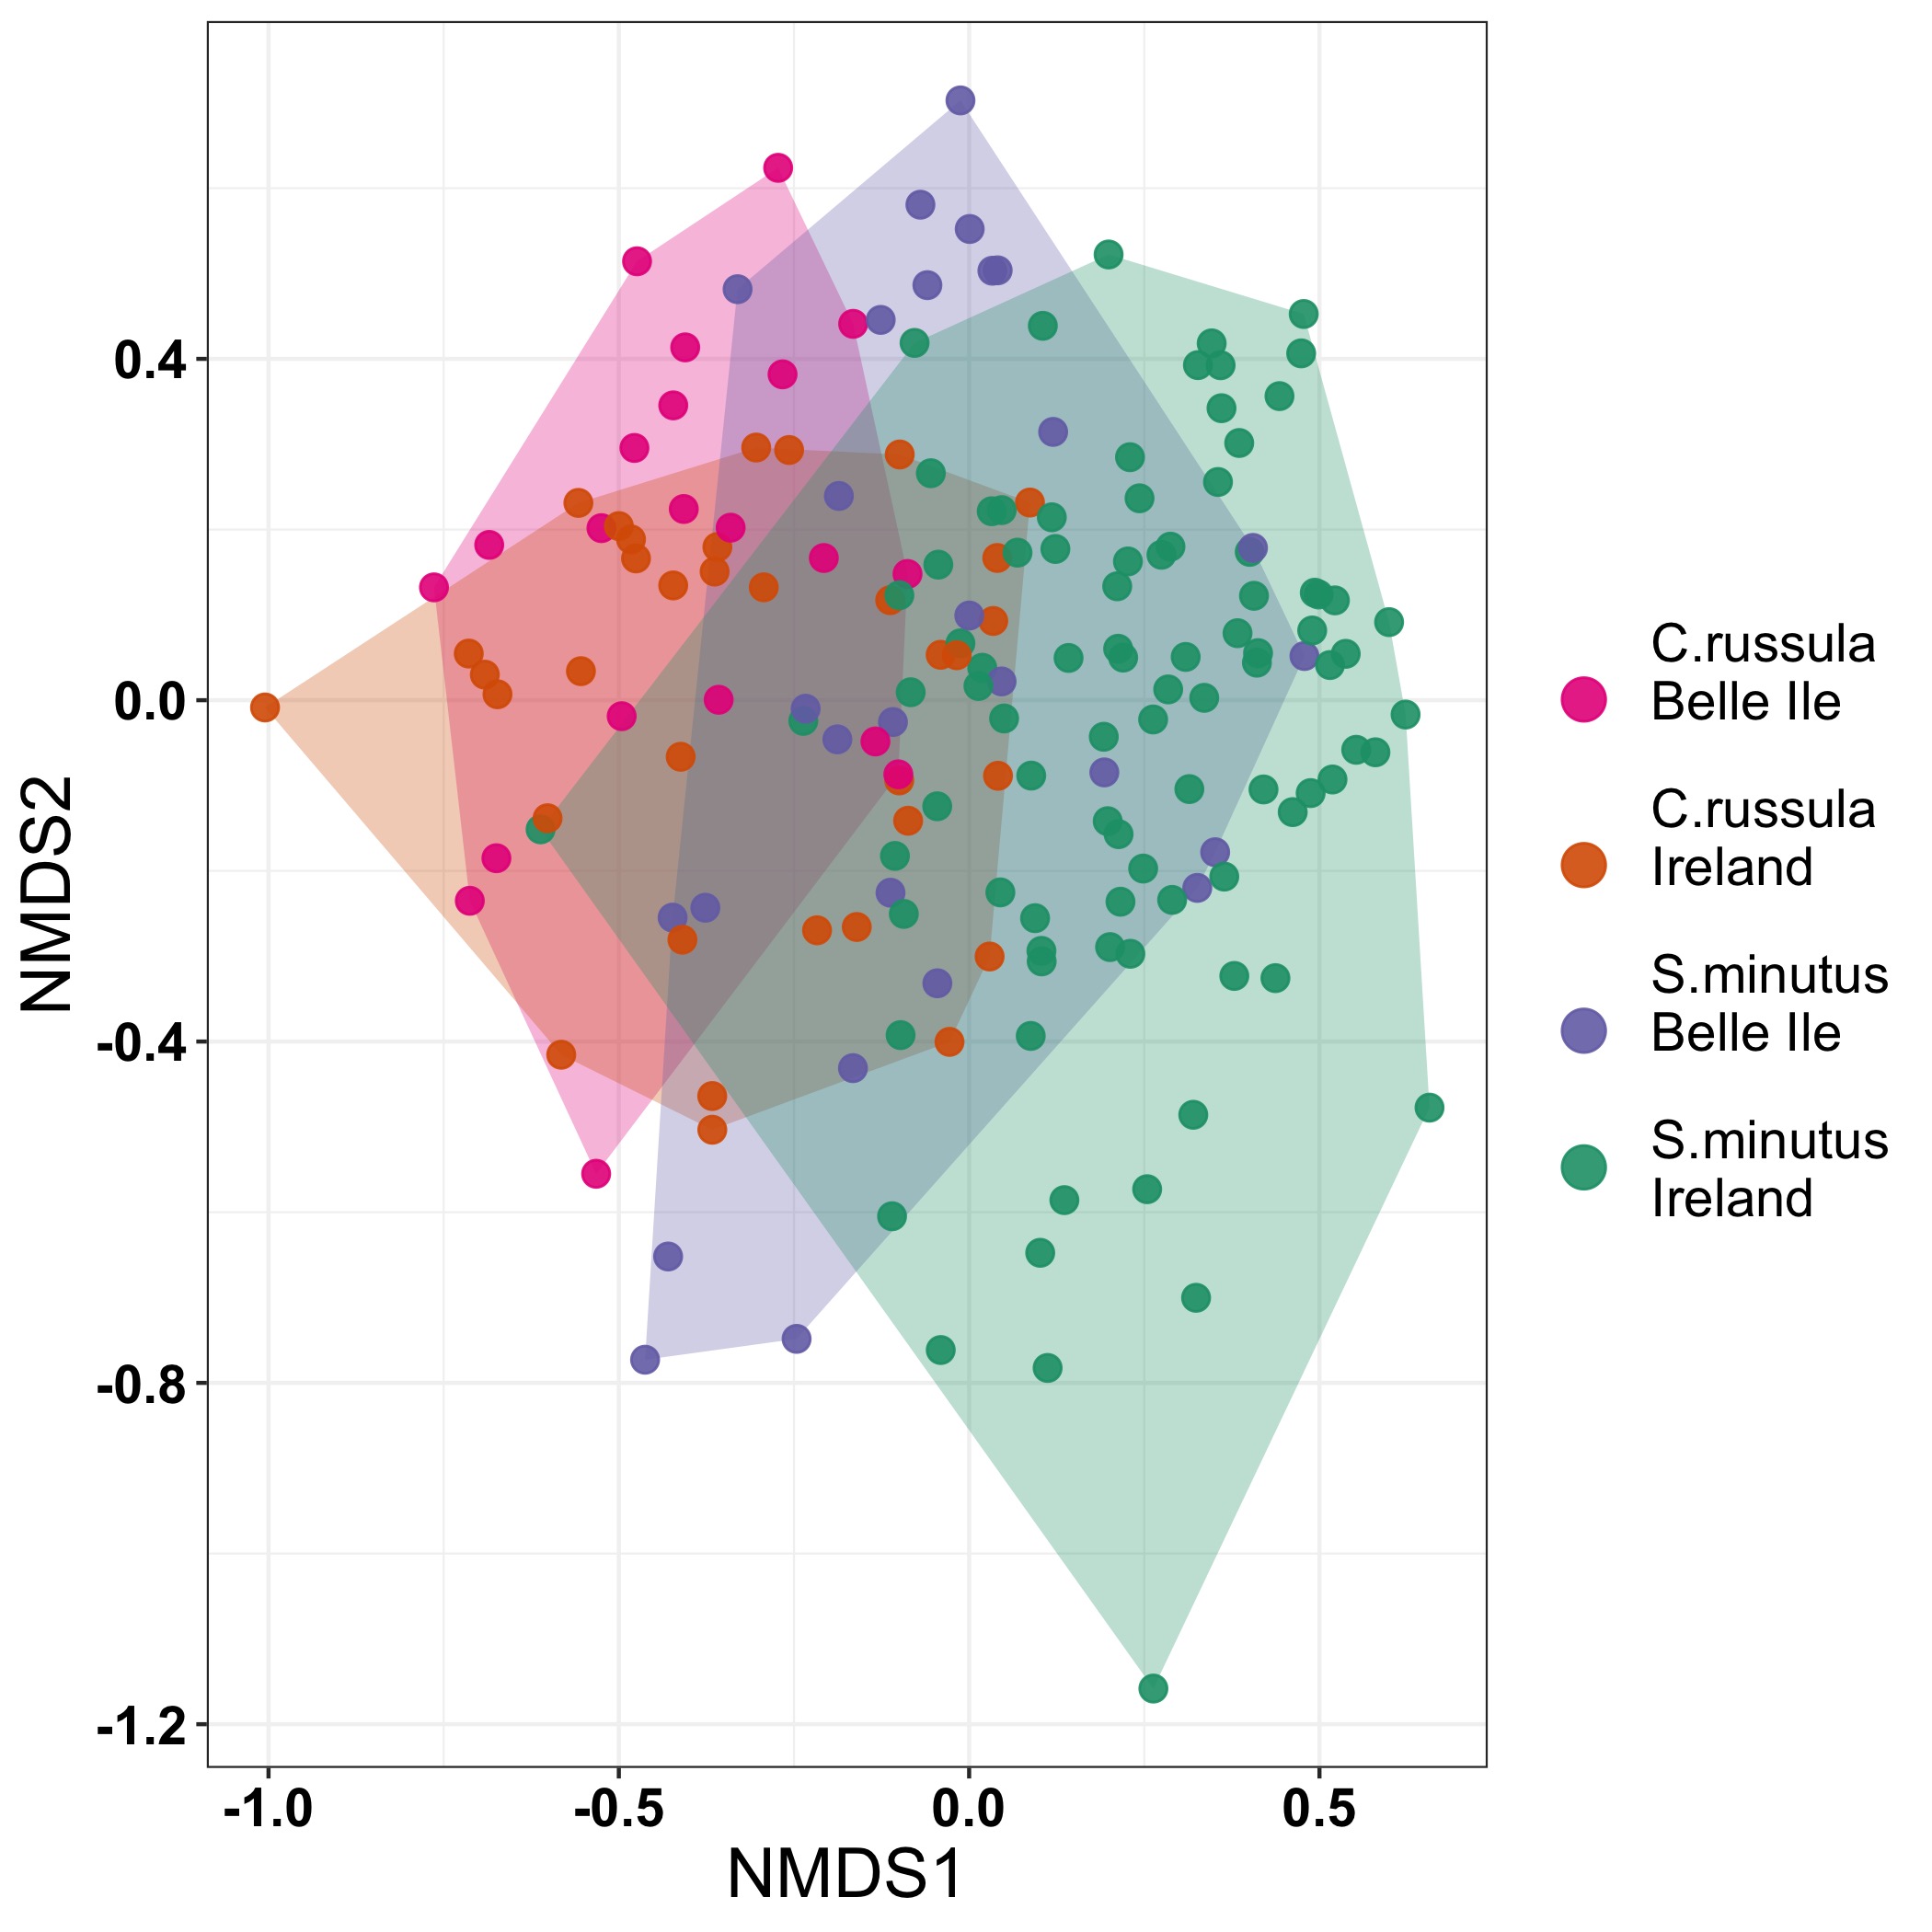 NMDS2
0.4
0.0
-0.4
-0.8
-1.2
-1.0
-0.5
0.0
0.5
NMDS1
C.russula
Belle Ile
C.russula
Ireland
S.minutus
Belle Ile
S.minutus
Ireland